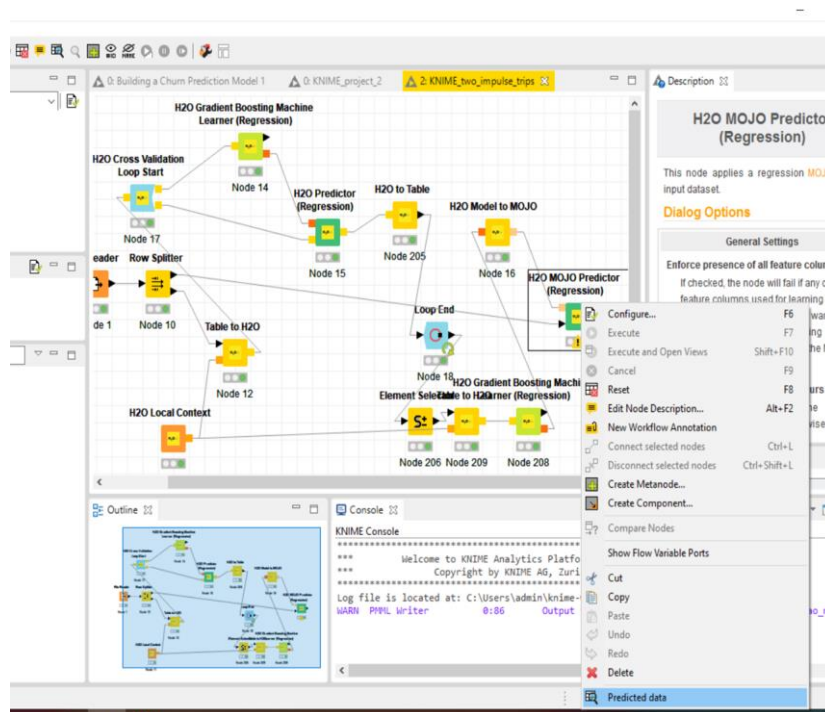 0: Building a Churn Prediction Model 1
0: KNIME_project_2
2: KNIME_two_impulse_trips
Description
H2O Gradient Boosting Machine
Learner (Regression)
Node 14
H2O Cross Validation
Loop Start
Node 17
H2O Predictor
(Regression)
Node 15
H2O to Table
Node 205
H2O Model to MOJO
Node 16
H2O MOJO Predictor
(Regression)
eader
de 1
Row Splitter
Node 10
Table to H2O
Node 12
H2O Local Context
Loop End
Node 18
H2O Gradient Boosting Machi
Element Selector
Table to H2O
Learner (Regression)
S
Node 206
Node 209
Node 208
H2O MOJO Predicto
(Regression)
This node applies a regression MOJ
input dataset.
Dialog Options
General Settings
Enforce presence of all feature colum
If checked, the node will fail if any o
feature columns used for learning
Configure... F6
Execute F7
Execute and Open Views Shift+F10
Cancel F9
Reset F8
Edit Node Description... Alt+F2
New Workflow Annotation
Connect selected nodes Ctrl+L
Disconnect selected nodes Ctrl+Shift+L
Create Metanode...
Create Component...
Compare Nodes
Show Flow Variable Ports
Cut
Copy
Paste
Undo
Redo
Delete
Predicted data
Outline
Console
KNIME Console
*** Welcome to KNIME Analytics Platfo
*** Copyright by KNIME AG, Zuri
Log file is located at: C:\Users\admin\knime-
WARN PMML Writer 0:86 Output